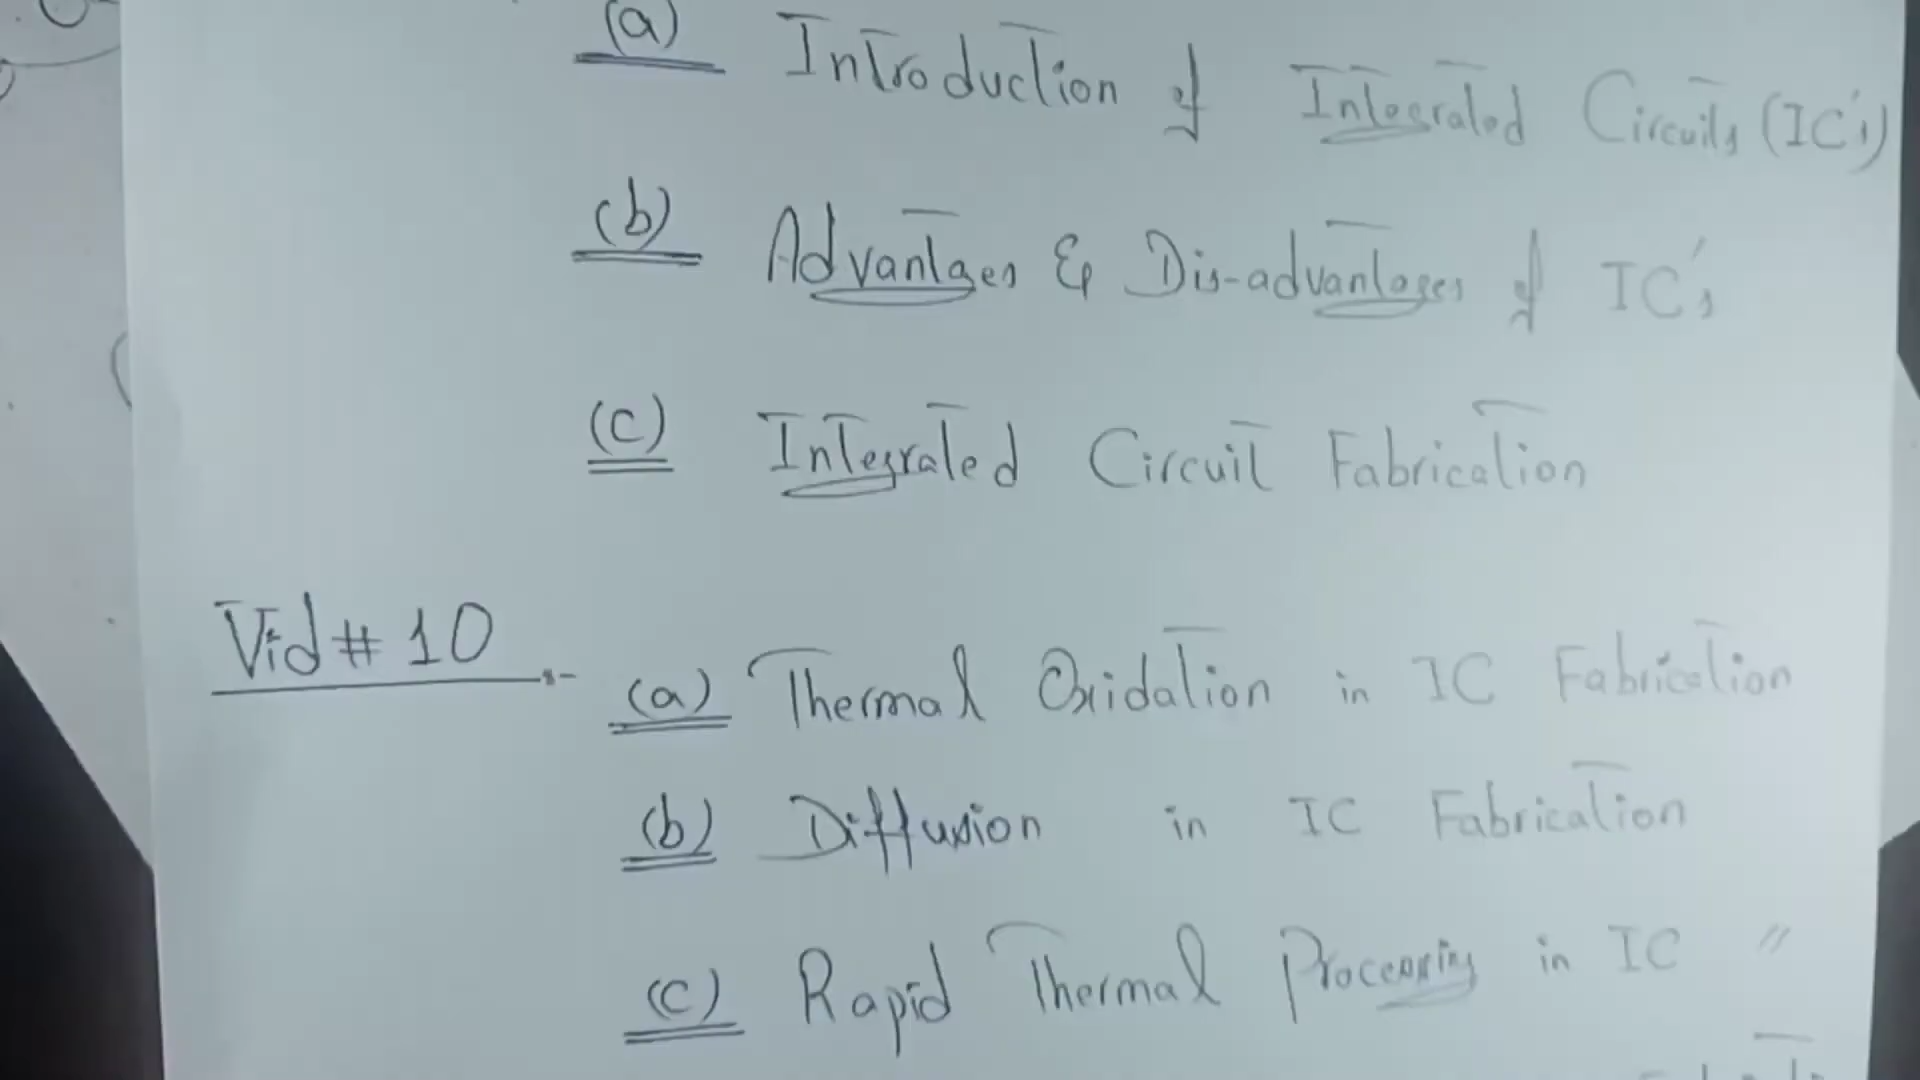 (a) Introduction of Integrated Circuits (IC's)
(b) Advantges & Dis-advantages of IC's
(c) Integrated Circuit Fabrication
Vid # 10 :-
(a) Thermal Oxidation in IC Fabrication
(b) Diffusion in IC Fabrication
(c) Rapid Thermal Processing in IC "